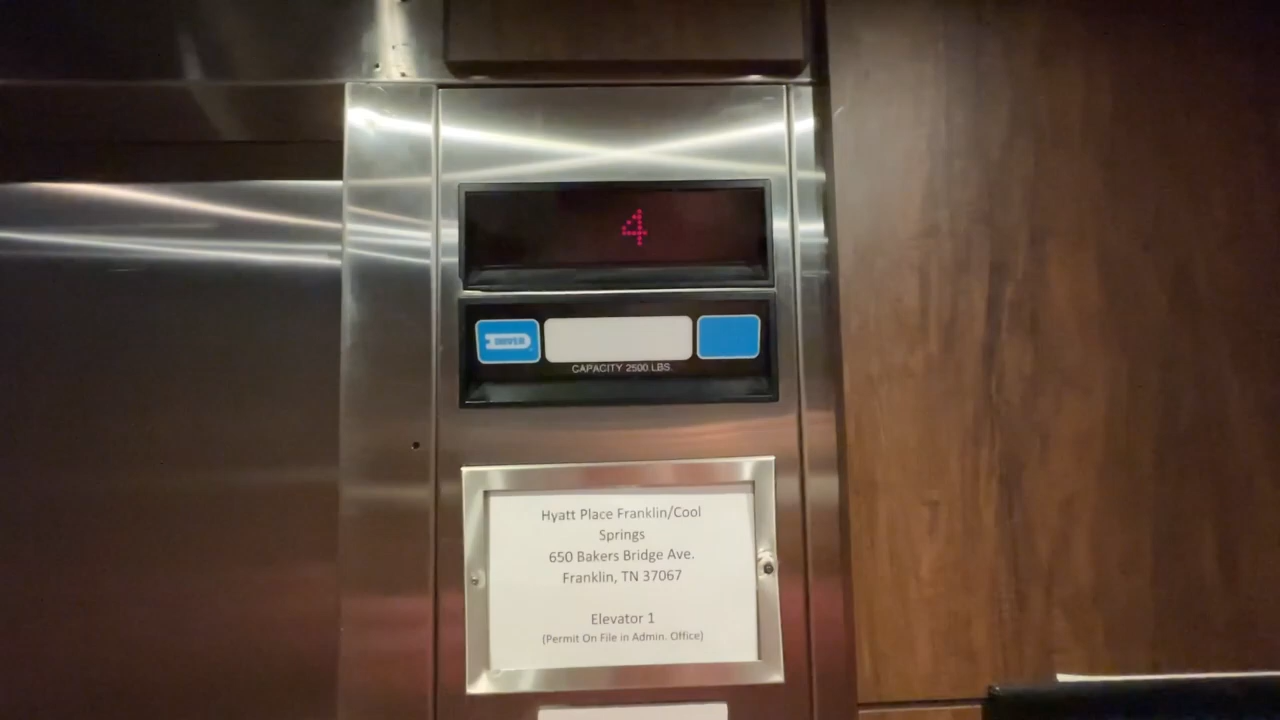 4
DOVER
CAPACITY 2500 LBS.
Hyatt Place Franklin/Cool
Springs
650 Bakers Bridge Ave.
Franklin, TN 37067
Elevator 1
(Permit On File in Admin. Office)